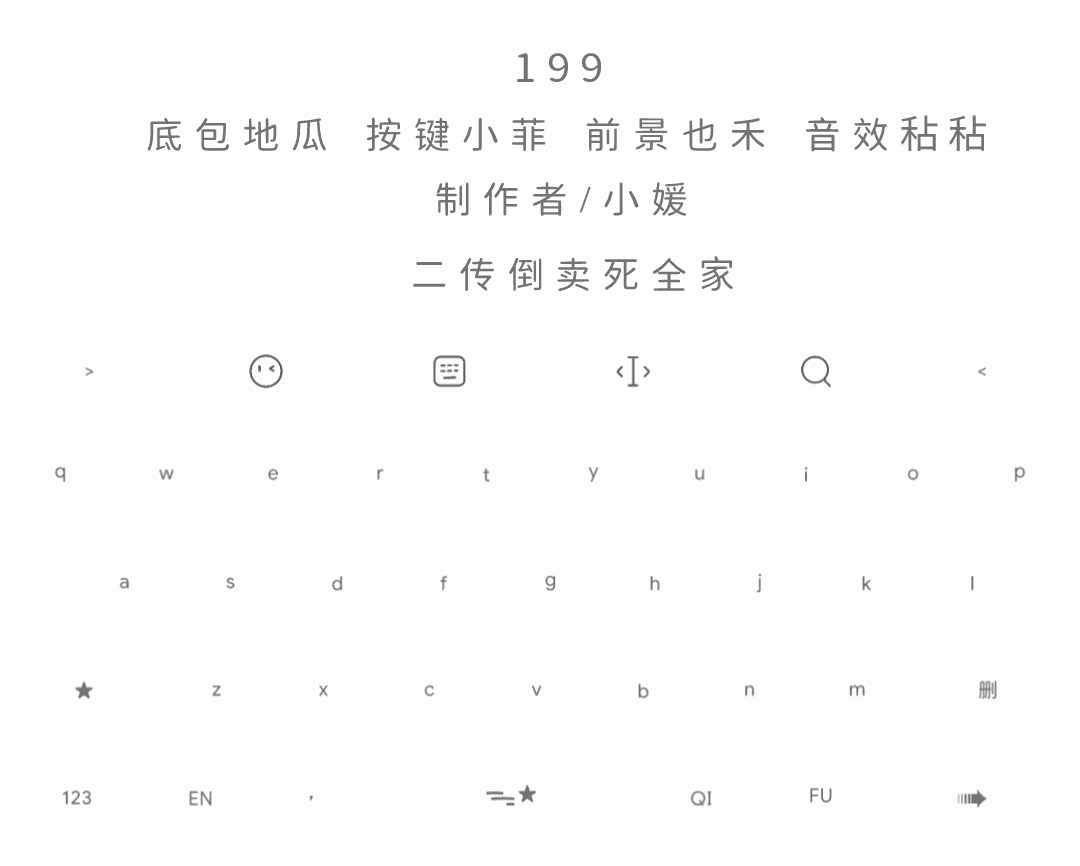 199
底包地瓜 按键小菲 前景也禾 音效秥秥
制作者/小媛
二传倒卖死全家
> <
q w e r t y u i o p
a s d f g h j k l
z x c v b n m 删
123 EN , QI FU